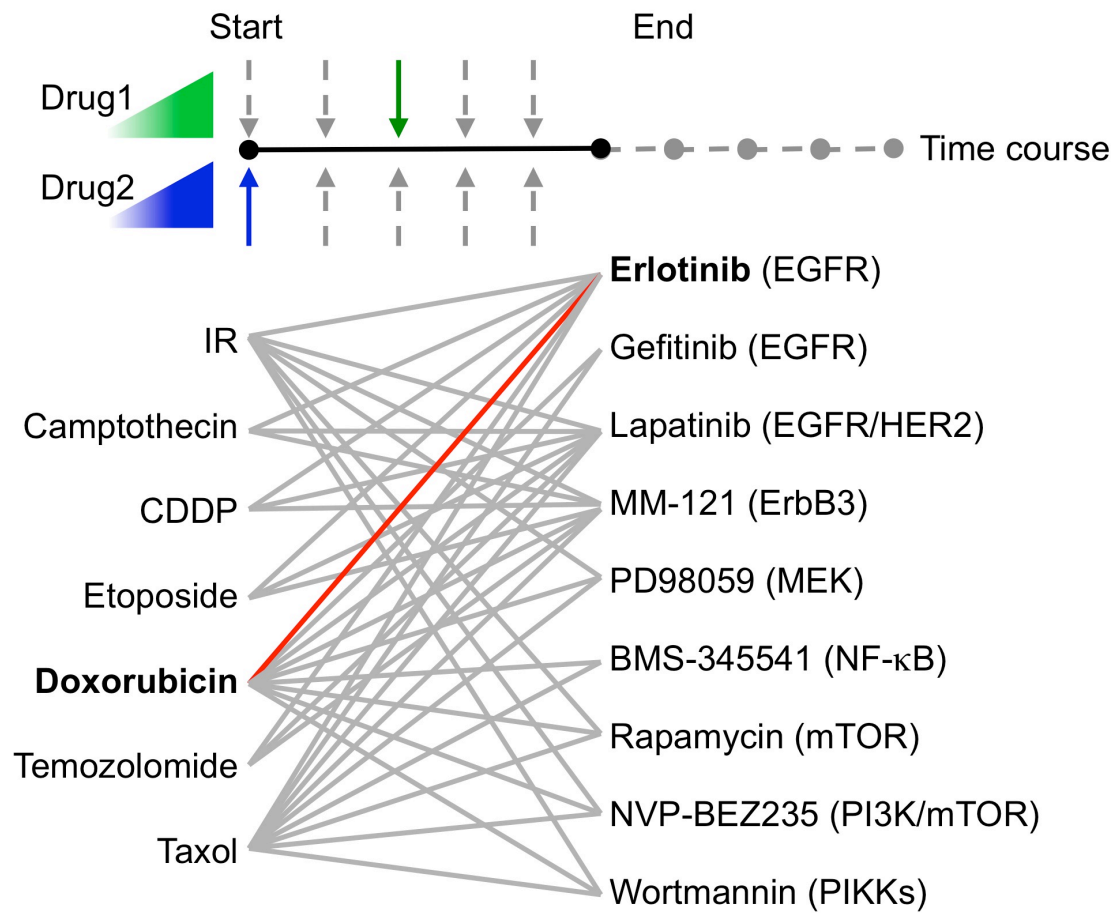 Start
End
Drug1
Time course
Drug2
Erlotinib (EGFR)
IR
Gefitinib (EGFR)
Camptothecin
Lapatinib (EGFR/HER2)
CDDP
MM-121 (ErbB3)
Etoposide
PD98059 (MEK)
Doxorubicin
BMS-345541 (NF-κB)
Temozolomide
Rapamycin (mTOR)
Taxol
NVP-BEZ235 (PI3K/mTOR)
Wortmannin (PIKKs)